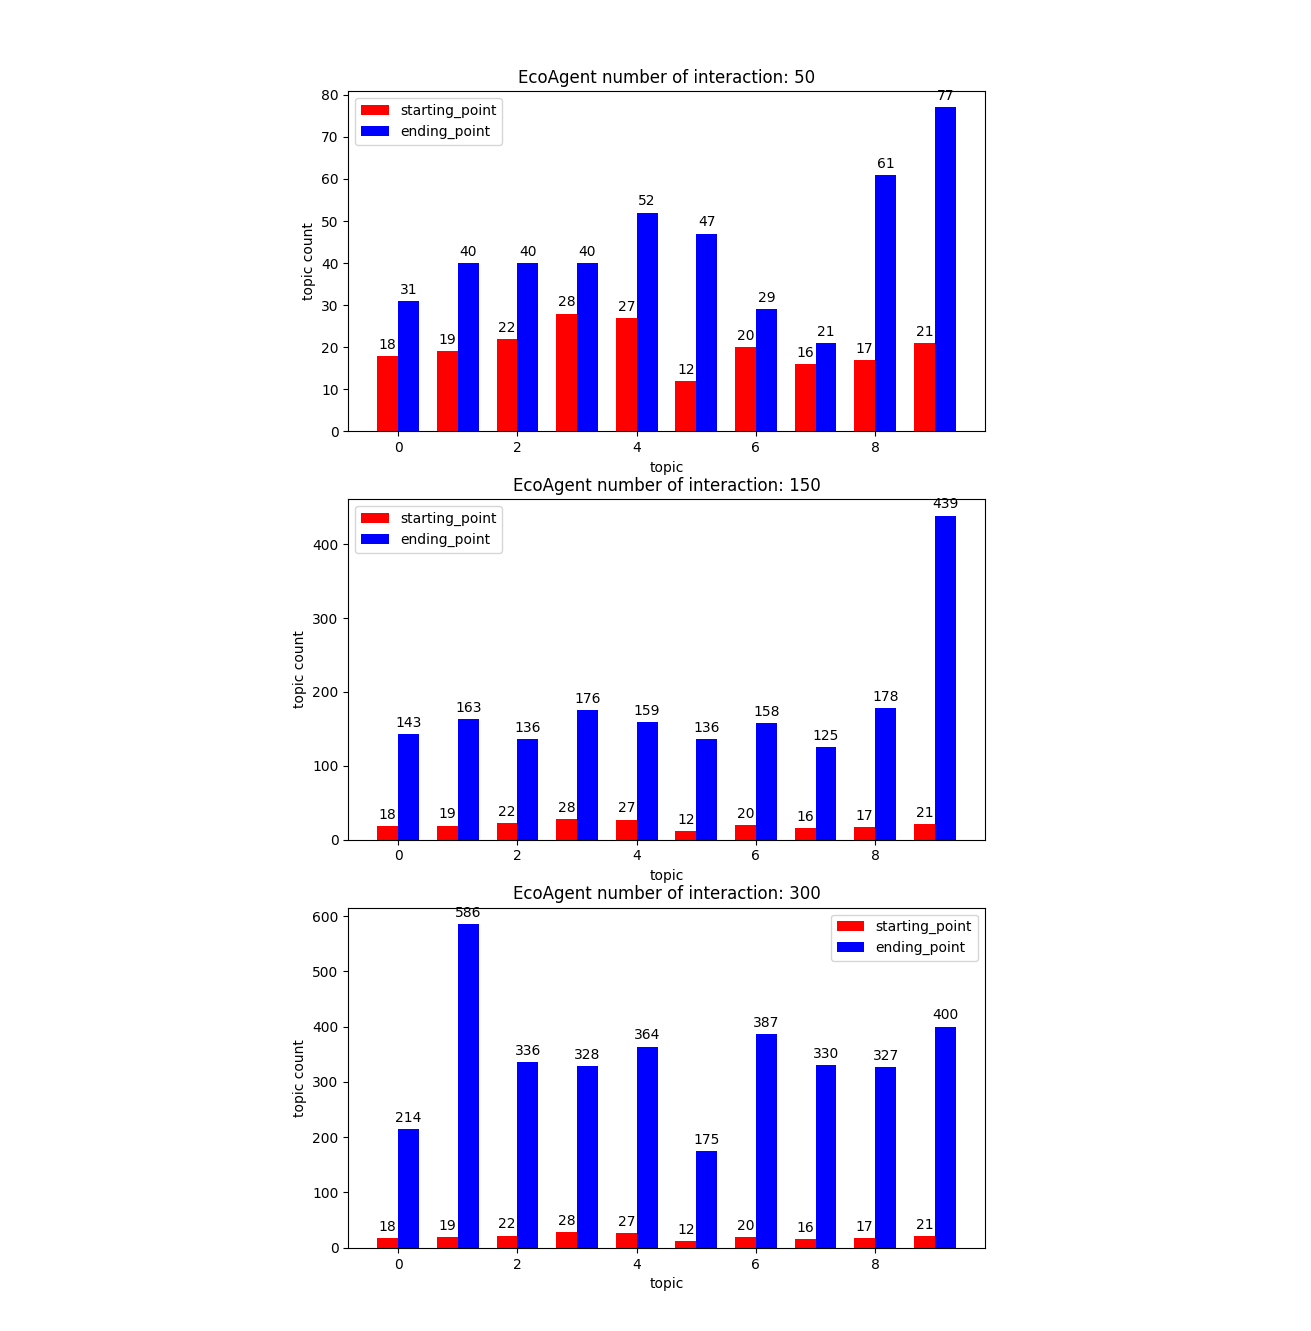 EcoAgent number of interaction: 50
starting_point
ending_point
topic count
80
70
60
50
40
30
20
10
0
18 31 19 40 22 40 28 40 27 52 12 47 20 29 16 21 17 61 21 77
0 2 4 6 8
topic
EcoAgent number of interaction: 150
starting_point
ending_point
topic count
400
300
200
100
0
18 143 19 163 22 136 28 176 27 159 12 136 20 158 16 125 17 178 21 439
0 2 4 6 8
topic
EcoAgent number of interaction: 300
starting_point
ending_point
topic count
600
500
400
300
200
100
0
18 214 19 586 22 336 28 328 27 364 12 175 20 387 16 330 17 327 21 400
0 2 4 6 8
topic